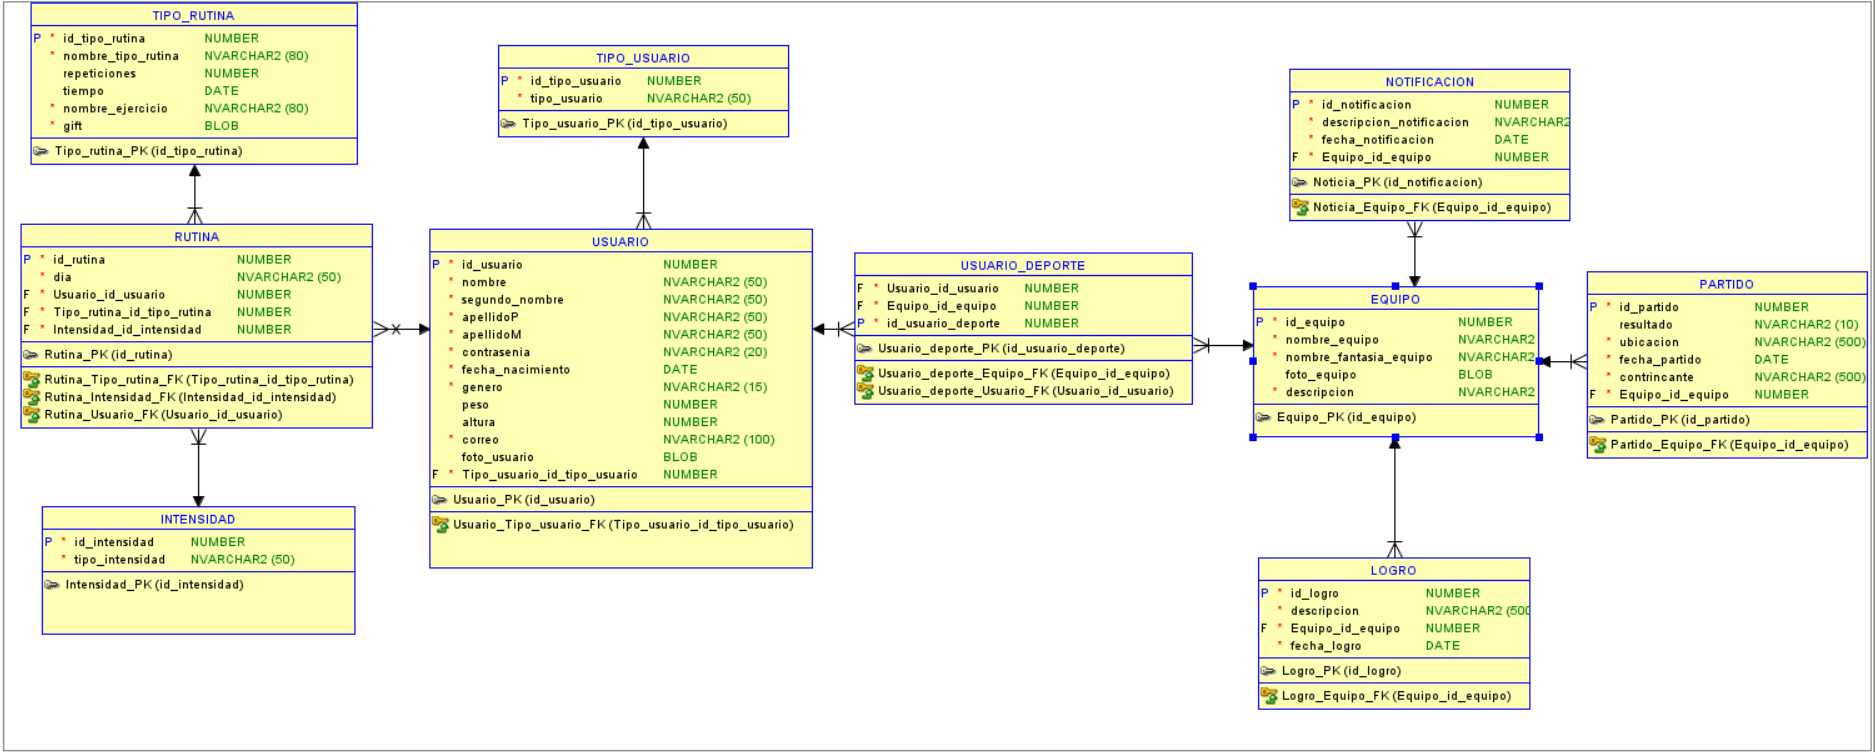 TIPO_RUTINA
P * id_tipo_rutina NUMBER
* nombre_tipo_rutina NVARCHAR2 (80)
repeticiones NUMBER
tiempo DATE
* nombre_ejercicio NVARCHAR2 (80)
* gift BLOB
Tipo_rutina_PK (id_tipo_rutina)
TIPO_USUARIO
P * id_tipo_usuario NUMBER
* tipo_usuario NVARCHAR2 (50)
Tipo_usuario_PK (id_tipo_usuario)
NOTIFICACION
P * id_notificacion NUMBER
* descripcion_notificacion NVARCHAR2
* fecha_notificacion DATE
F * Equipo_id_equipo NUMBER
Noticia_PK (id_notificacion)
Noticia_Equipo_FK (Equipo_id_equipo)
RUTINA
P * id_rutina NUMBER
* dia NVARCHAR2 (50)
F * Usuario_id_usuario NUMBER
F * Tipo_rutina_id_tipo_rutina NUMBER
F * Intensidad_id_intensidad NUMBER
Rutina_PK (id_rutina)
Rutina_Tipo_rutina_FK (Tipo_rutina_id_tipo_rutina)
Rutina_Intensidad_FK (Intensidad_id_intensidad)
Rutina_Usuario_FK (Usuario_id_usuario)
USUARIO
P * id_usuario NUMBER
* nombre NVARCHAR2 (50)
* segundo_nombre NVARCHAR2 (50)
* apellidoP NVARCHAR2 (50)
* apellidoM NVARCHAR2 (50)
* contrasenia NVARCHAR2 (20)
* fecha_nacimiento DATE
* genero NVARCHAR2 (15)
peso NUMBER
altura NUMBER
* correo NVARCHAR2 (100)
foto_usuario BLOB
F * Tipo_usuario_id_tipo_usuario NUMBER
Usuario_PK (id_usuario)
Usuario_Tipo_usuario_FK (Tipo_usuario_id_tipo_usuario)
USUARIO_DEPORTE
F * Usuario_id_usuario NUMBER
F * Equipo_id_equipo NUMBER
P * id_usuario_deporte NUMBER
Usuario_deporte_PK (id_usuario_deporte)
Usuario_deporte_Equipo_FK (Equipo_id_equipo)
Usuario_deporte_Usuario_FK (Usuario_id_usuario)
EQUIPO
P * id_equipo NUMBER
* nombre_equipo NVARCHAR2
* nombre_fantasia_equipo NVARCHAR2
foto_equipo BLOB
* descripcion NVARCHAR2
Equipo_PK (id_equipo)
PARTIDO
P * id_partido NUMBER
resultado NVARCHAR2 (10)
* ubicacion NVARCHAR2 (500)
* fecha_partido DATE
* contrincante NVARCHAR2 (500)
F * Equipo_id_equipo NUMBER
Partido_PK (id_partido)
Partido_Equipo_FK (Equipo_id_equipo)
INTENSIDAD
P * id_intensidad NUMBER
* tipo_intensidad NVARCHAR2 (50)
Intensidad_PK (id_intensidad)
LOGRO
P * id_logro NUMBER
* descripcion NVARCHAR2 (500
F * Equipo_id_equipo NUMBER
* fecha_logro DATE
Logro_PK (id_logro)
Logro_Equipo_FK (Equipo_id_equipo)